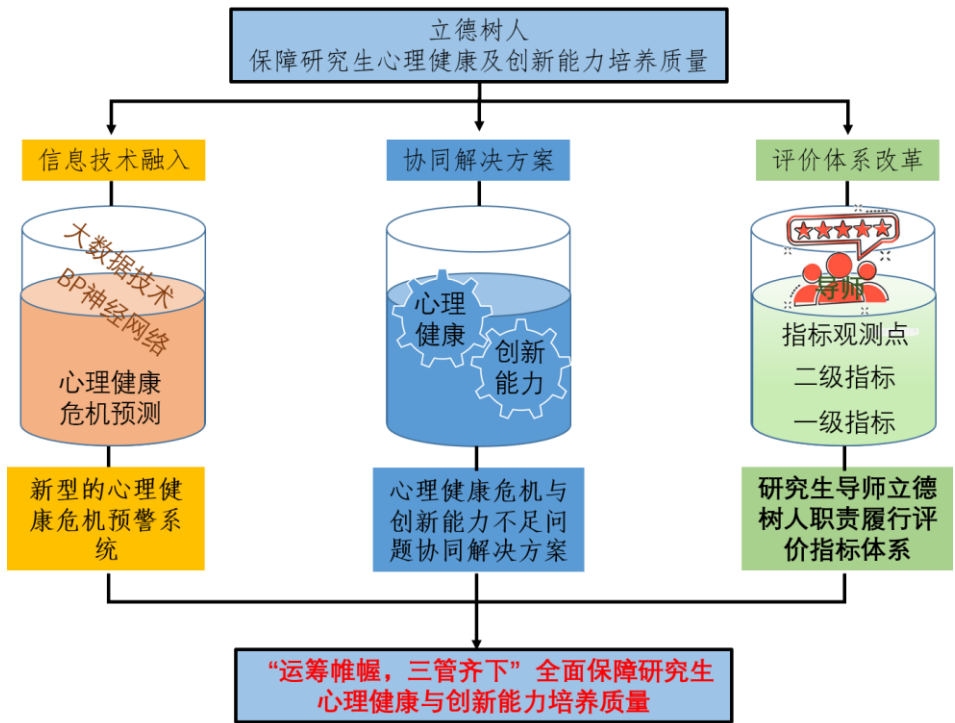 立德树人
保障研究生心理健康及创新能力培养质量
信息技术融入
协同解决方案
评价体系改革
大数据技术
BP神经网络
心理健康
危机预测
心理
健康
创新
能力
导师
指标观测点
二级指标
一级指标
新型的心理健
康危机预警系
统
心理健康危机与
创新能力不足问
题协同解决方案
研究生导师立德
树人职责履行评
价指标体系
“运筹帷幄，三管齐下”全面保障研究生
心理健康与创新能力培养质量